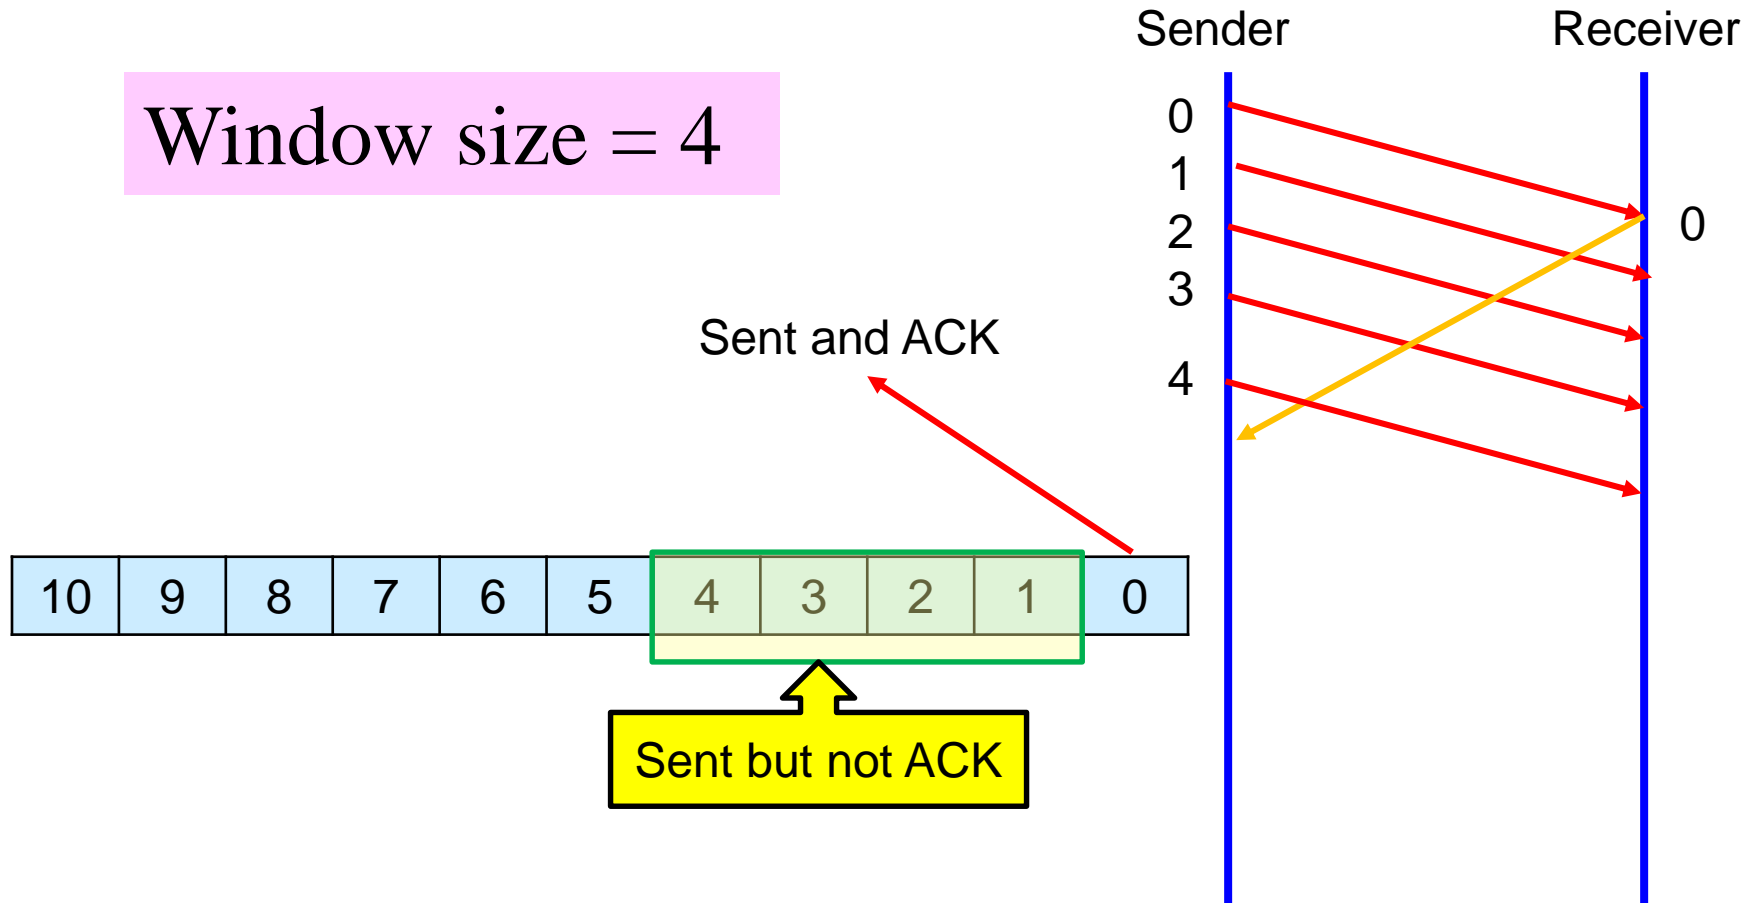 Sender Receiver
Window size = 4
0
1
2
0
3
Sent and ACK
4
10 9 8 7 6 5 4 3 2 1 0
Sent but not ACK